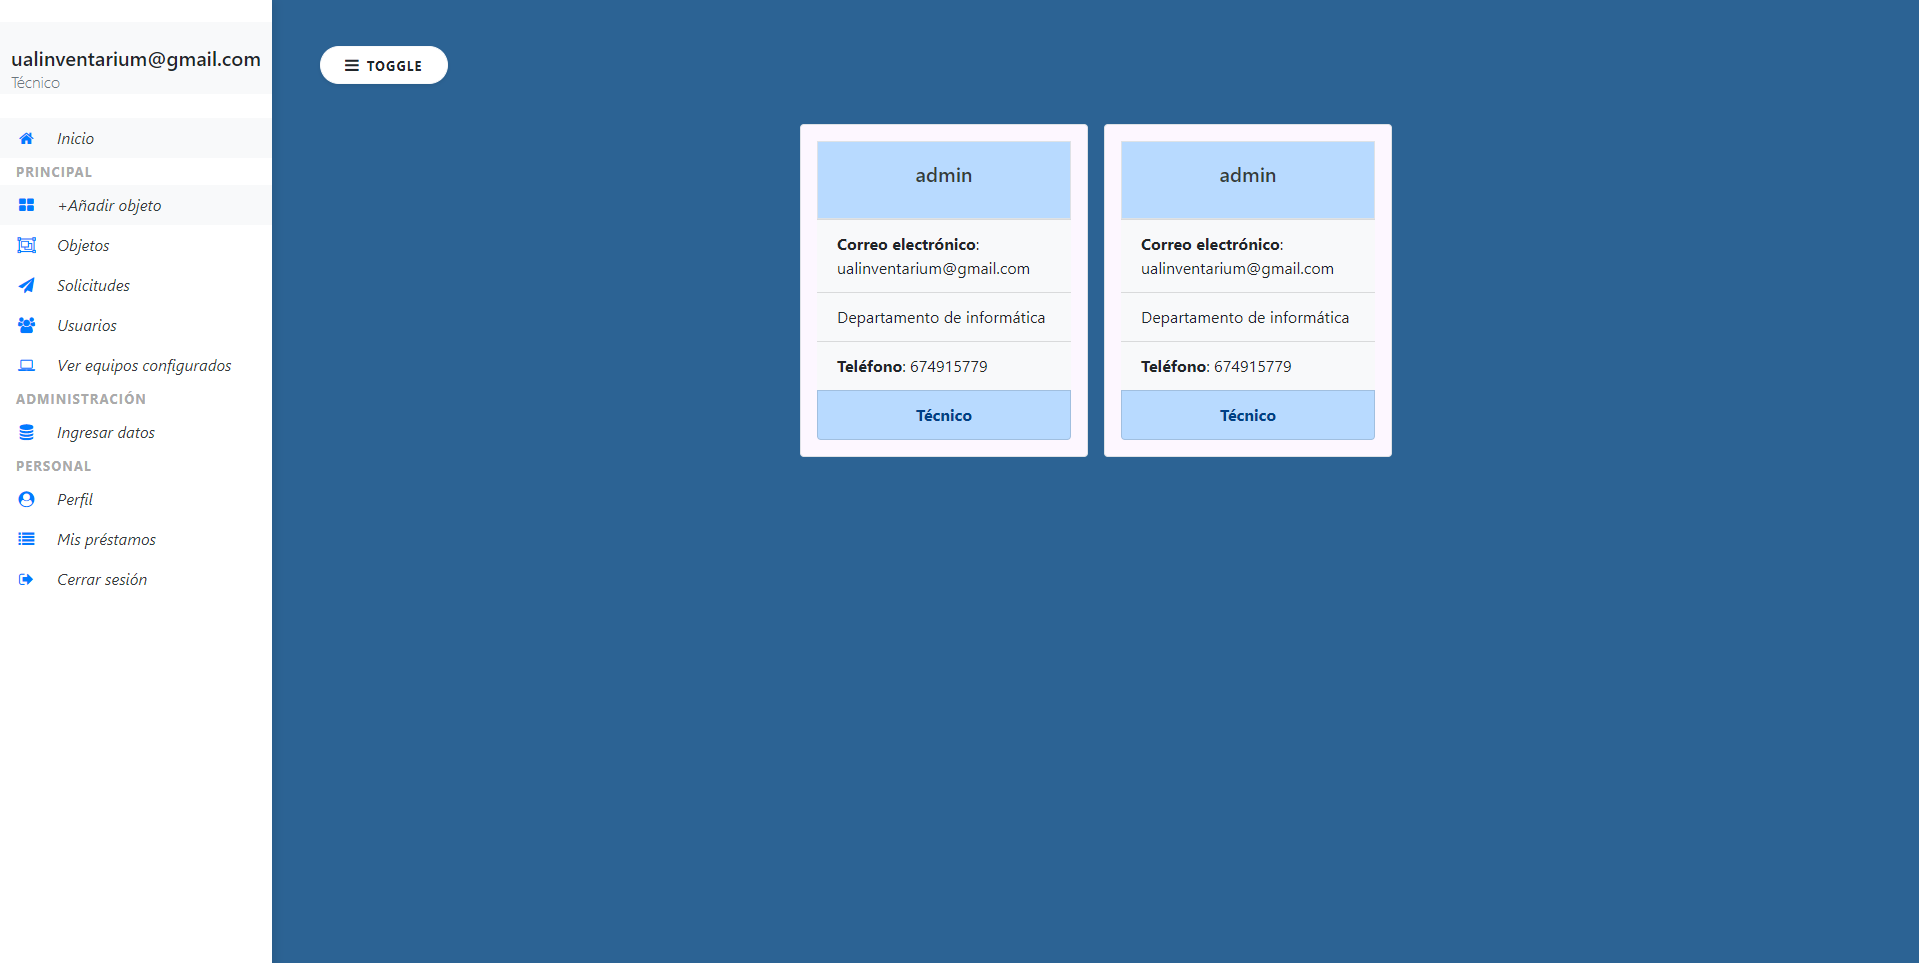 ualinventarium@gmail.com
Técnico
Inicio
PRINCIPAL
+Añadir objeto
Objetos
Solicitudes
Usuarios
Ver equipos configurados
ADMINISTRACIÓN
Ingresar datos
PERSONAL
Perfil
Mis préstamos
Cerrar sesión
TOGGLE
admin
Correo electrónico:
ualinventarium@gmail.com
Departamento de informática
Teléfono: 674915779
Técnico
admin
Correo electrónico:
ualinventarium@gmail.com
Departamento de informática
Teléfono: 674915779
Técnico